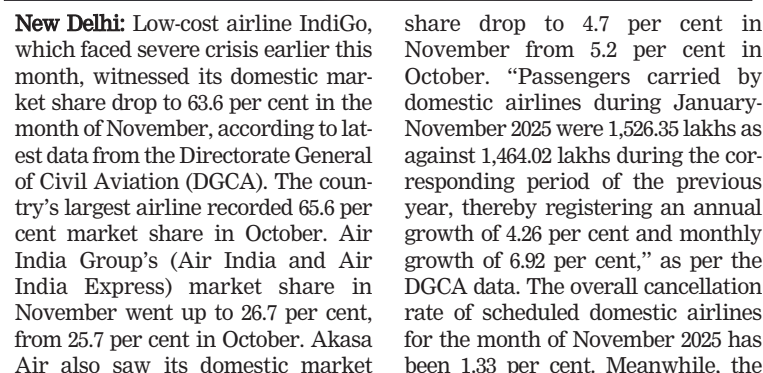 New Delhi: Low-cost airline IndiGo,
which faced severe crisis earlier this
month, witnessed its domestic mar-
ket share drop to 63.6 per cent in the
month of November, according to lat-
est data from the Directorate General
of Civil Aviation (DGCA). The coun-
try’s largest airline recorded 65.6 per
cent market share in October. Air
India Group’s (Air India and Air
India Express) market share in
November went up to 26.7 per cent,
from 25.7 per cent in October. Akasa
Air also saw its domestic market
share drop to 4.7 per cent in
November from 5.2 per cent in
October. “Passengers carried by
domestic airlines during January-
November 2025 were 1,526.35 lakhs as
against 1,464.02 lakhs during the cor-
responding period of the previous
year, thereby registering an annual
growth of 4.26 per cent and monthly
growth of 6.92 per cent,” as per the
DGCA data. The overall cancellation
rate of scheduled domestic airlines
for the month of November 2025 has
been 1.33 per cent. Meanwhile, the